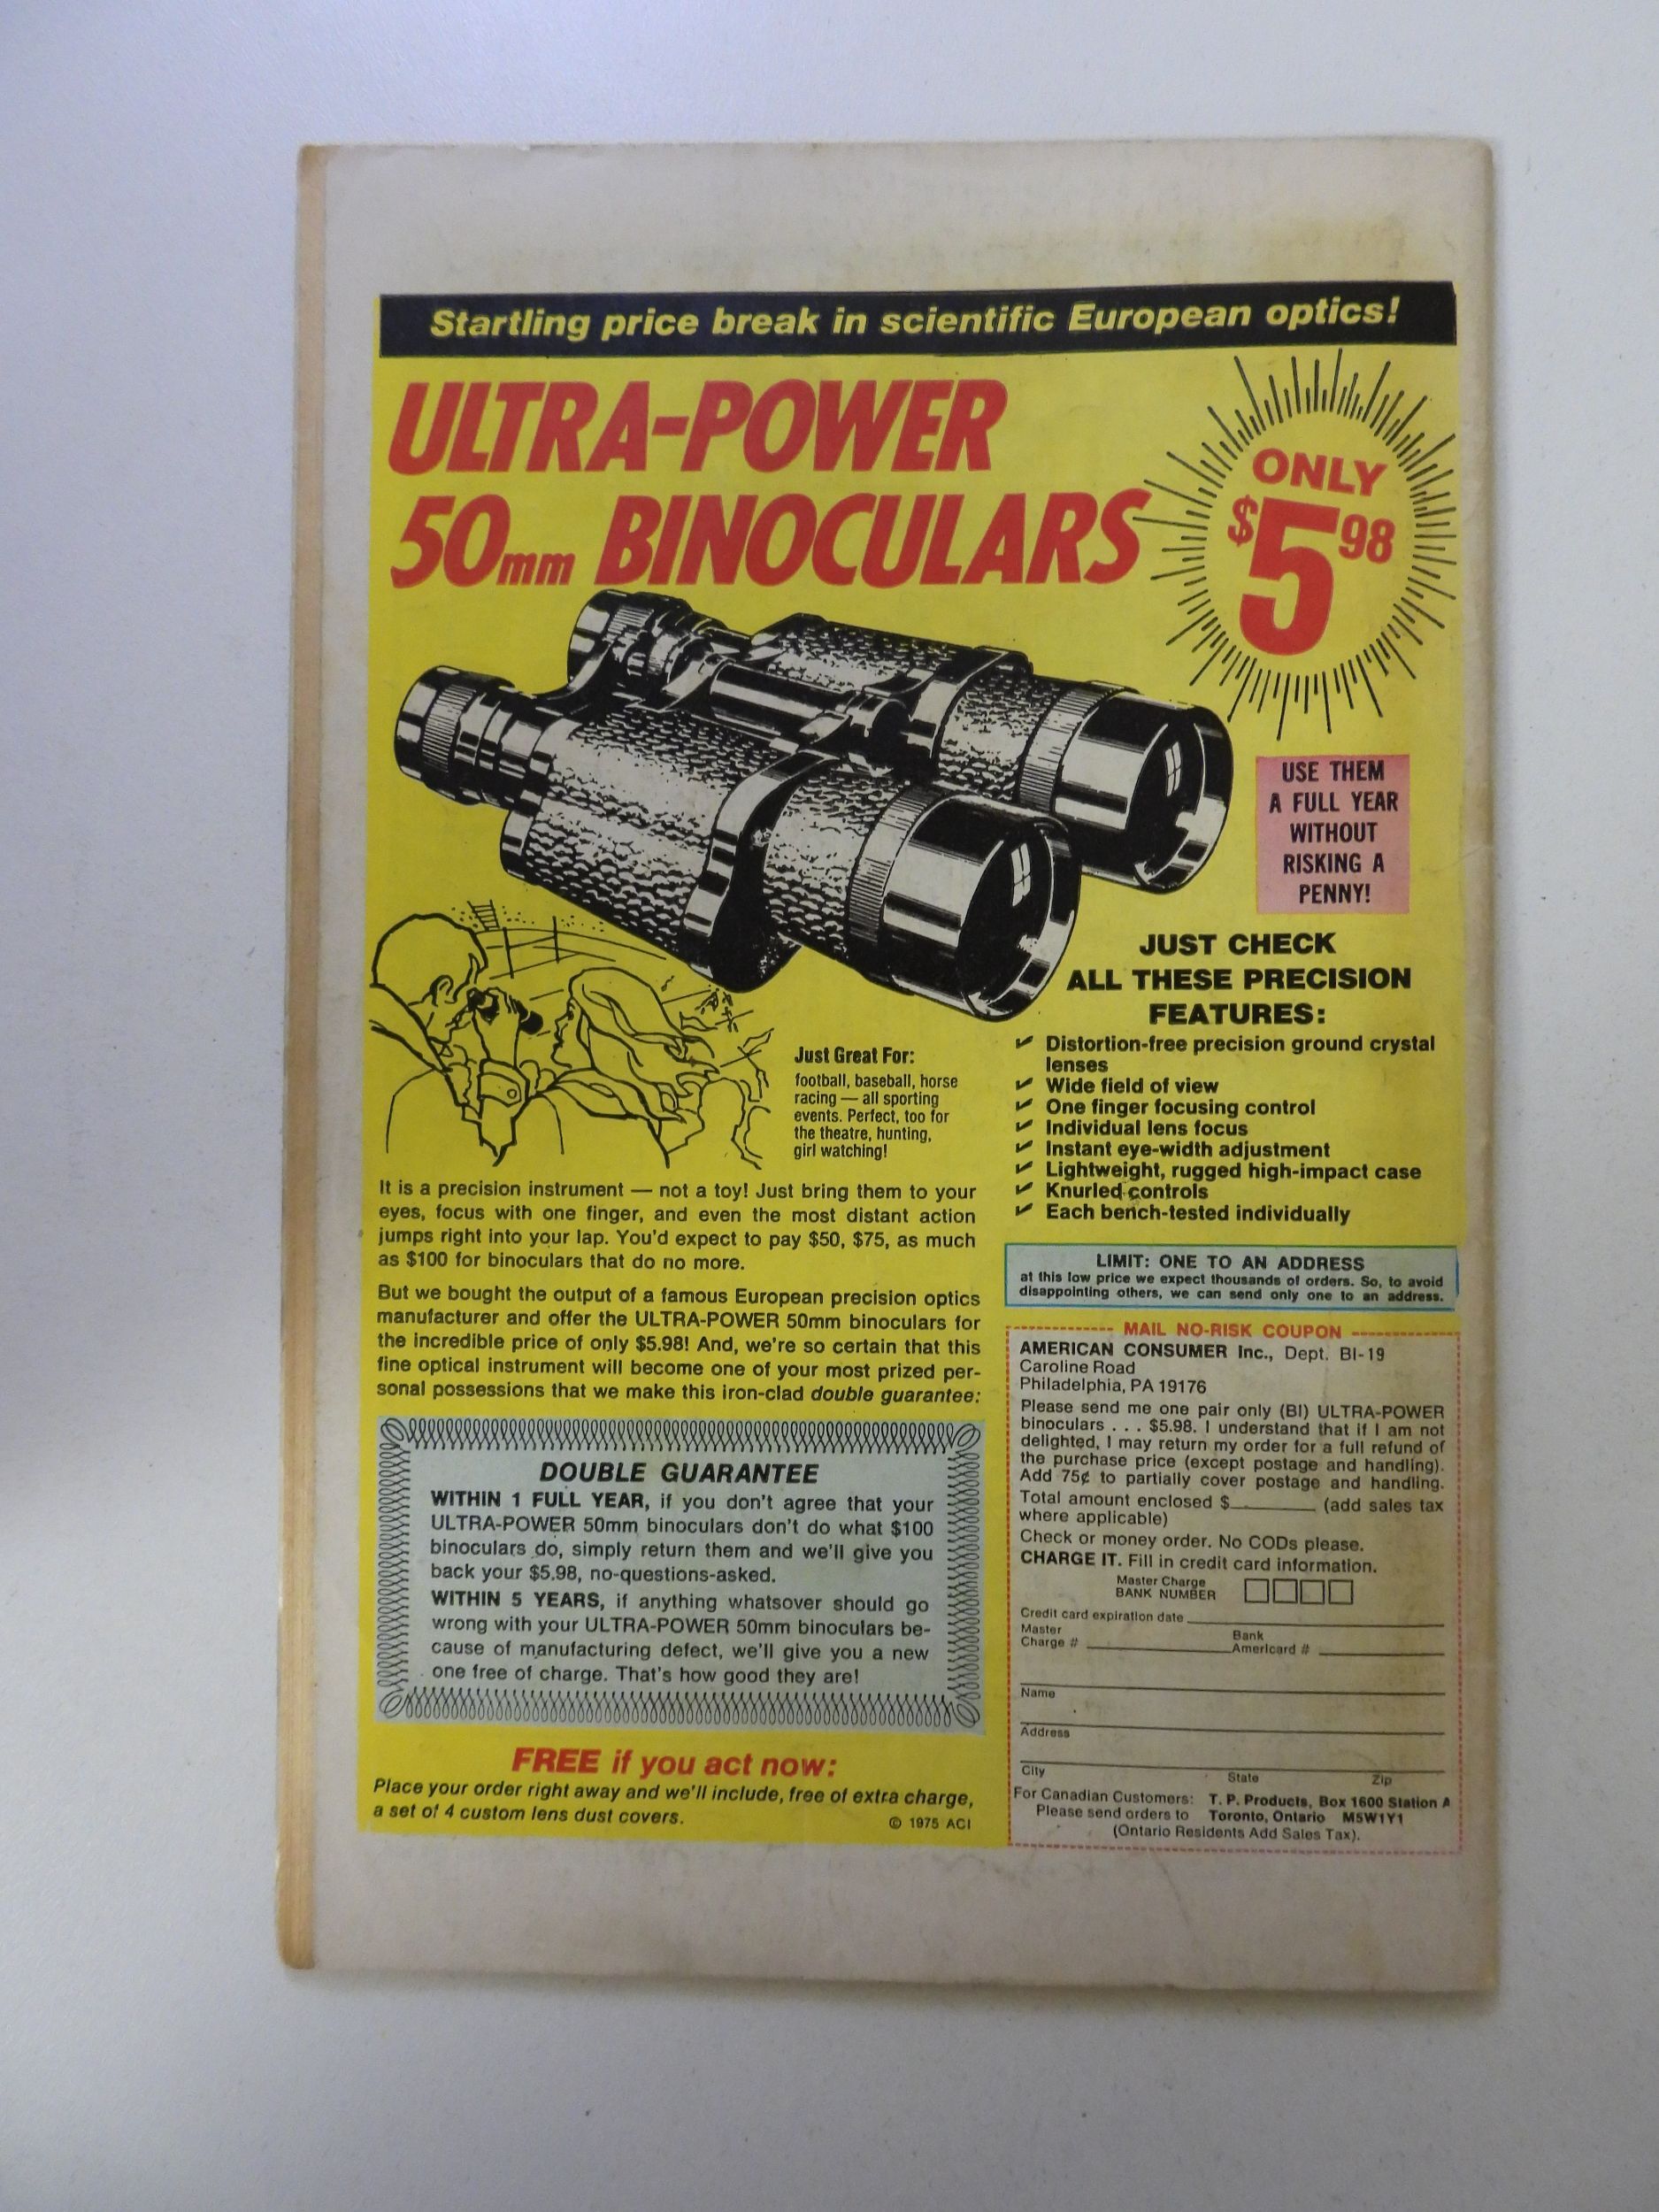 Startling price break in scientific European optics!
ULTRA-POWER
50mm BINOCULARS
ONLY
$5 98
USE THEM
A FULL YEAR
WITHOUT
RISKING A
PENNY!
JUST CHECK
ALL THESE PRECISION
FEATURES:
✔ Distortion-free precision ground crystal
lenses
✔ Wide field of view
✔ One finger focusing control
✔ Individual lens focus
✔ Instant eye-width adjustment
✔ Lightweight, rugged high-impact case
✔ Knurled controls
✔ Each bench-tested individually
Just Great For:
football, baseball, horse
racing — all sporting
events. Perfect, too for
the theatre, hunting,
girl watching!
It is a precision instrument — not a toy! Just bring them to your
eyes, focus with one finger, and even the most distant action
jumps right into your lap. You'd expect to pay $50, $75, as much
as $100 for binoculars that do no more.
But we bought the output of a famous European precision optics
manufacturer and offer the ULTRA-POWER 50mm binoculars for
the incredible price of only $5.98! And, we're so certain that this
fine optical instrument will become one of your most prized per-
sonal possessions that we make this iron-clad double guarantee:
DOUBLE GUARANTEE
WITHIN 1 FULL YEAR, if you don't agree that your
ULTRA-POWER 50mm binoculars don't do what $100
binoculars do, simply return them and we'll give you
back your $5.98, no-questions-asked.
WITHIN 5 YEARS, if anything whatsover should go
wrong with your ULTRA-POWER 50mm binoculars be-
cause of manufacturing defect, we'll give you a new
one free of charge. That's how good they are!
FREE if you act now:
Place your order right away and we'll include, free of extra charge,
a set of 4 custom lens dust covers.
© 1975 ACI
LIMIT: ONE TO AN ADDRESS
at this low price we expect thousands of orders. So, to avoid
disappointing others, we can send only one to an address.
MAIL NO-RISK COUPON
AMERICAN CONSUMER Inc., Dept. BI-19
Caroline Road
Philadelphia, PA 19176
Please send me one pair only (BI) ULTRA-POWER
binoculars . . . $5.98. I understand that if I am not
delighted, I may return my order for a full refund of
the purchase price (except postage and handling).
Add 75¢ to partially cover postage and handling.
Total amount enclosed $________ (add sales tax
where applicable)
Check or money order. No CODs please.
CHARGE IT. Fill in credit card information.
Master Charge
BANK NUMBER
Credit card expiration date
Master Bank
Charge # Americard #
Name
Address
City State Zip
For Canadian Customers: T. P. Products, Box 1600 Station A
Please send orders to Toronto, Ontario M5W1Y1
(Ontario Residents Add Sales Tax).